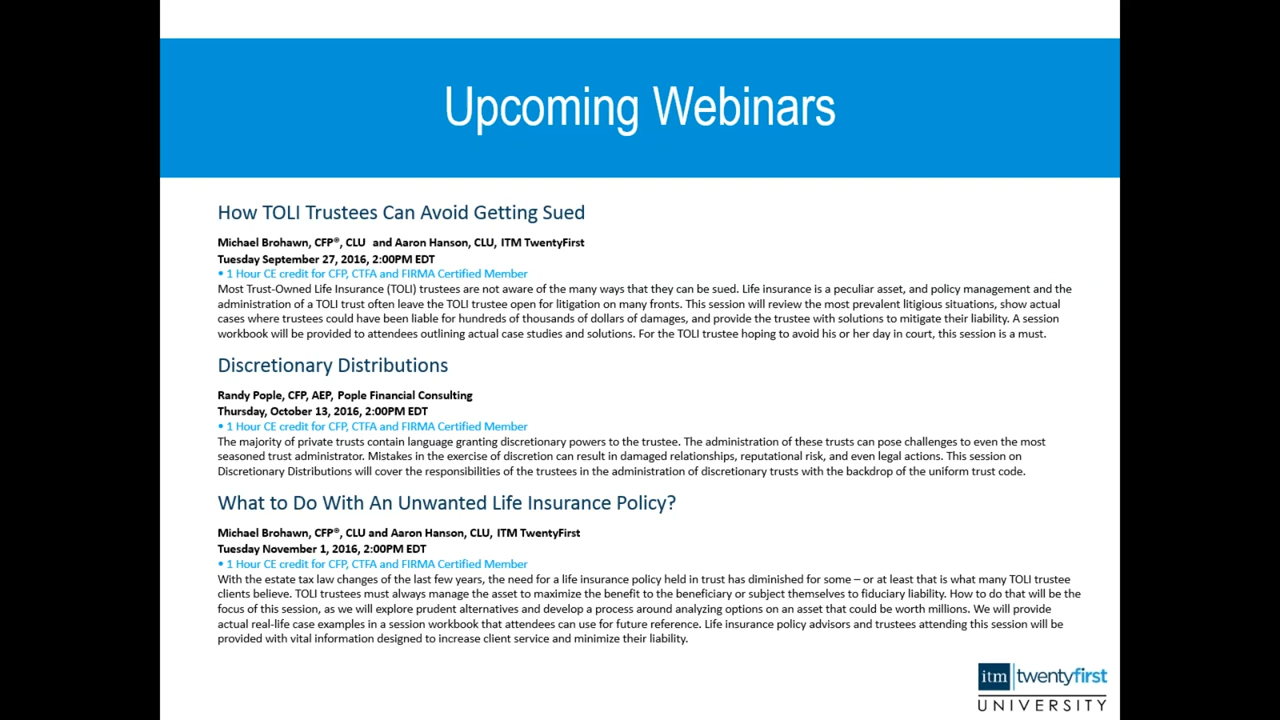 Upcoming Webinars
How TOLI Trustees Can Avoid Getting Sued
Michael Brohawn, CFP®, CLU and Aaron Hanson, CLU, ITM TwentyFirst
Tuesday September 27, 2016, 2:00PM EDT
• 1 Hour CE credit for CFP, CTFA and FIRMA Certified Member
Most Trust-Owned Life Insurance (TOLI) trustees are not aware of the many ways that they can be sued. Life insurance is a peculiar asset, and policy management and the
administration of a TOLI trust often leave the TOLI trustee open for litigation on many fronts. This session will review the most prevalent litigious situations, show actual
cases where trustees could have been liable for hundreds of thousands of dollars of damages, and provide the trustee with solutions to mitigate their liability. A session
workbook will be provided to attendees outlining actual case studies and solutions. For the TOLI trustee hoping to avoid his or her day in court, this session is a must.
Discretionary Distributions
Randy Pople, CFP, AEP, Pople Financial Consulting
Thursday, October 13, 2016, 2:00PM EDT
• 1 Hour CE credit for CFP, CTFA and FIRMA Certified Member
The majority of private trusts contain language granting discretionary powers to the trustee. The administration of these trusts can pose challenges to even the most
seasoned trust administrator. Mistakes in the exercise of discretion can result in damaged relationships, reputational risk, and even legal actions. This session on
Discretionary Distributions will cover the responsibilities of the trustees in the administration of discretionary trusts with the backdrop of the uniform trust code.
What to Do With An Unwanted Life Insurance Policy?
Michael Brohawn, CFP®, CLU and Aaron Hanson, CLU, ITM TwentyFirst
Tuesday November 1, 2016, 2:00PM EDT
• 1 Hour CE credit for CFP, CTFA and FIRMA Certified Member
With the estate tax law changes of the last few years, the need for a life insurance policy held in trust has diminished for some – or at least that is what many TOLI trustee
clients believe. TOLI trustees must always manage the asset to maximize the benefit to the beneficiary or subject themselves to fiduciary liability. How to do that will be the
focus of this session, as we will explore prudent alternatives and develop a process around analyzing options on an asset that could be worth millions. We will provide
actual real-life case examples in a session workbook that attendees can use for future reference. Life insurance policy advisors and trustees attending this session will be
provided with vital information designed to increase client service and minimize their liability.
itm twentyfirst
UNIVERSITY